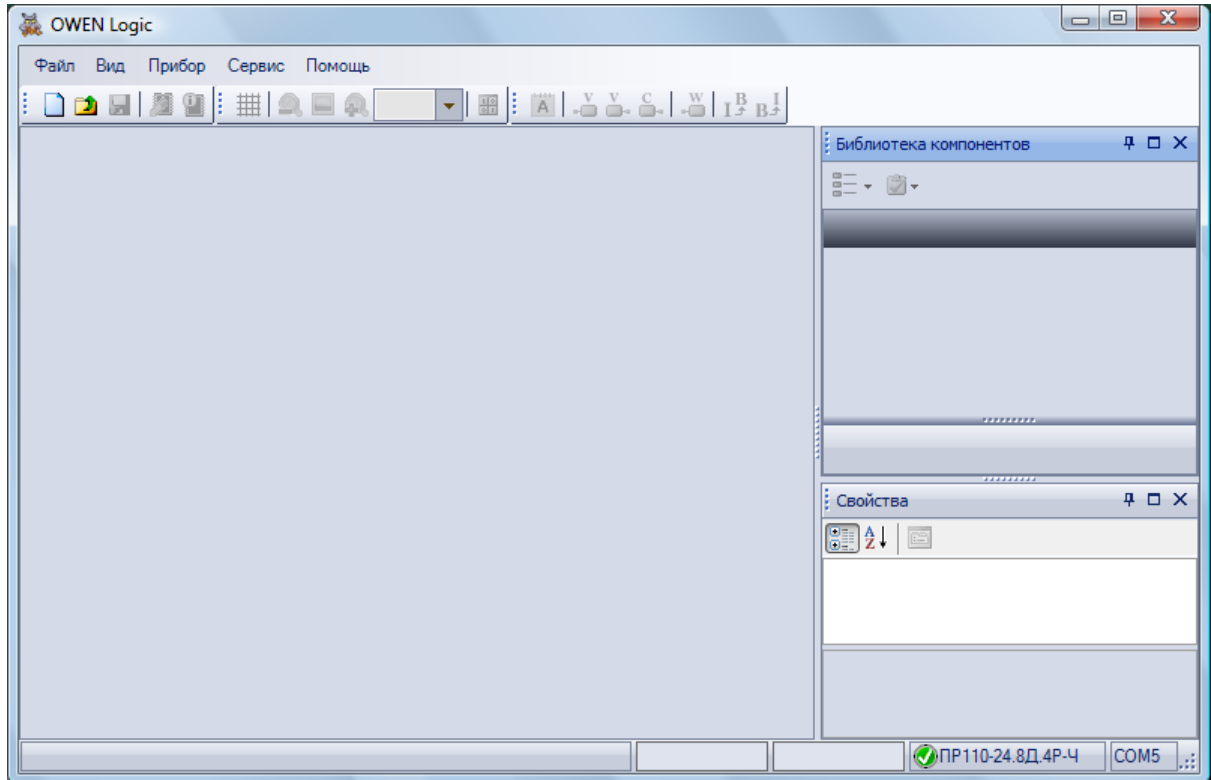 OWEN Logic
Файл Вид Прибор Сервис Помощь
A V V C W I B B I
Библиотека компонентов
Свойства
A
Z
ПР110-24.8Д.4Р-Ч COM5